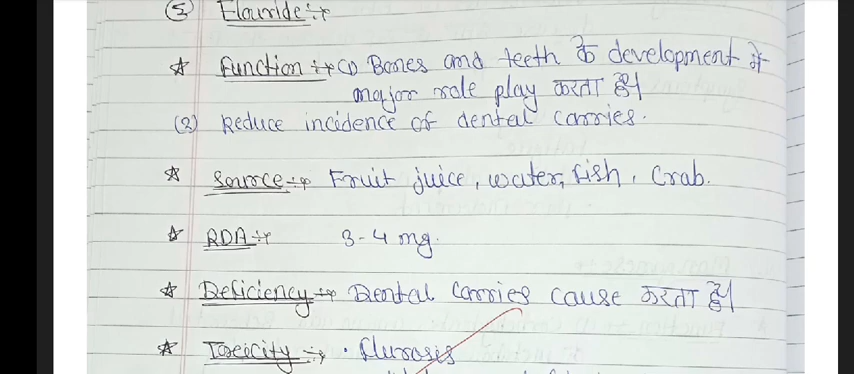 (5) Flouride :→
☆ Function :→ (1) Bones and teeth के development में
major role play करता है।
(2) Reduce incidence of dental carries.
☆ Source :→ Fruit juice, water, fish, Crab.
☆ RDA :→ 3-4 mg.
☆ Deficiency :→ Dental carries cause करता है।
☆ Toxicity :→ • Flurosis